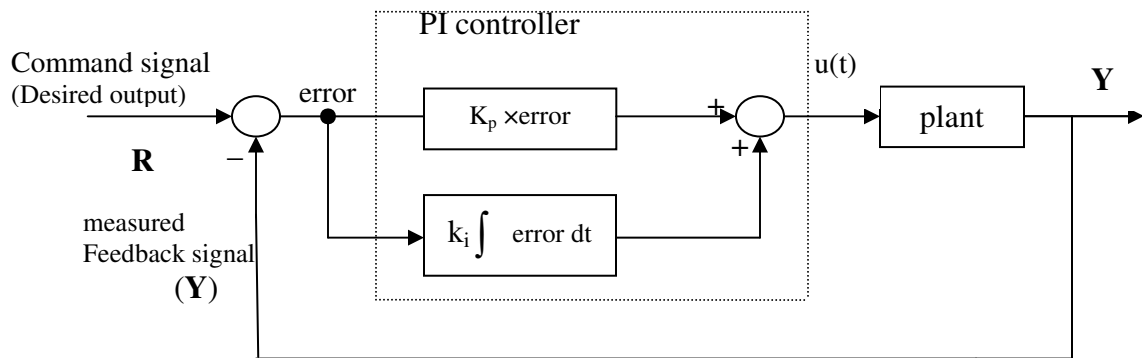 PI controller
Command signal
(Desired output)
R
error
−
K_p ×error
k_i ∫ error dt
+
+
u(t)
plant
Y
measured
Feedback signal
(Y)